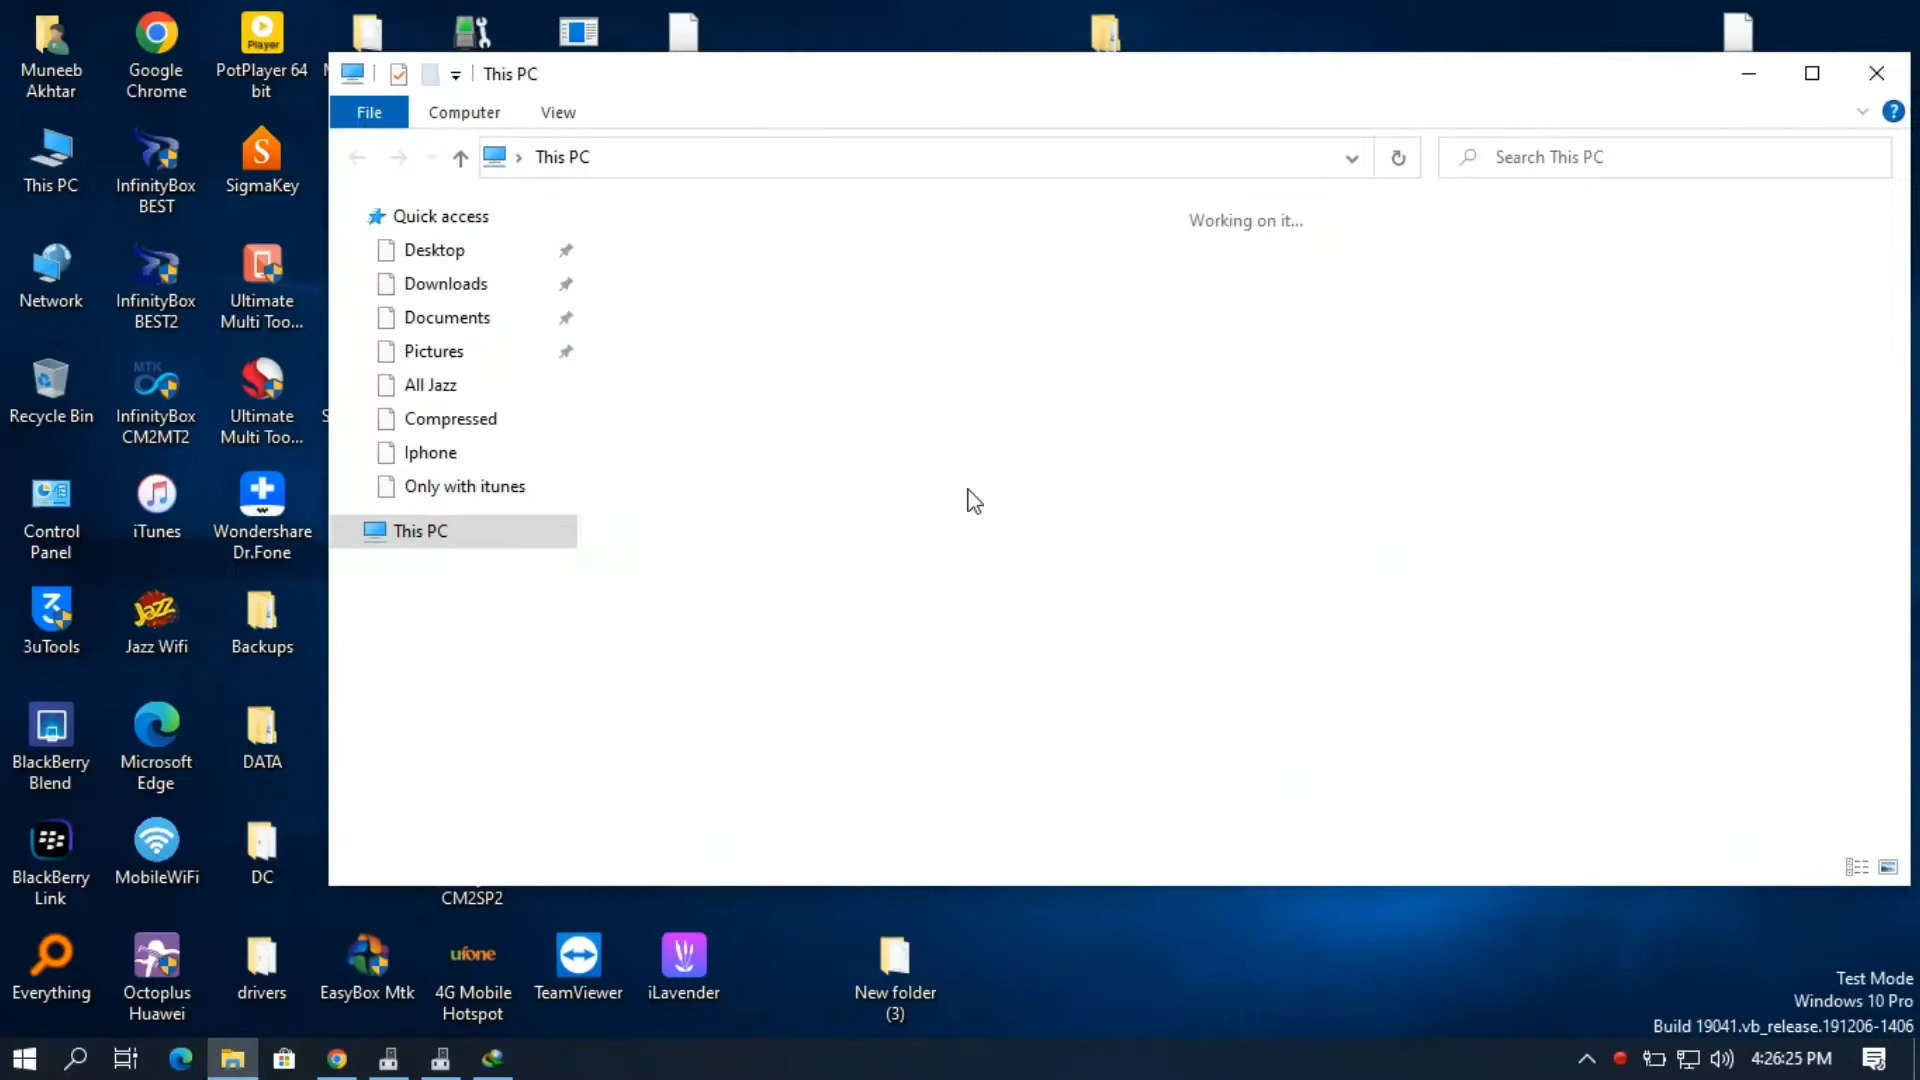 Muneeb
Akhtar
Google
Chrome
Player
PotPlayer 64
bit
This PC
File
Computer
View
?
This PC
Search This PC
Quick access
Working on it...
Desktop
Downloads
Documents
Pictures
All Jazz
Compressed
Iphone
Only with itunes
This PC
This PC
InfinityBox
BEST
S
SigmaKey
Network
InfinityBox
BEST2
Ultimate
Multi Too...
Recycle Bin
MTK
InfinityBox
CM2MT2
Ultimate
Multi Too...
S
Control
Panel
iTunes
Wondershare
Dr.Fone
3uTools
Jazz
Jazz Wifi
Backups
BlackBerry
Blend
Microsoft
Edge
DATA
BlackBerry
Link
MobileWiFi
DC
CM2SP2
Everything
Octoplus
Huawei
drivers
EasyBox Mtk
ufone
4G Mobile
Hotspot
TeamViewer
iLavender
New folder
(3)
Test Mode
Windows 10 Pro
Build 19041.vb_release.191206-1406
4:26:25 PM